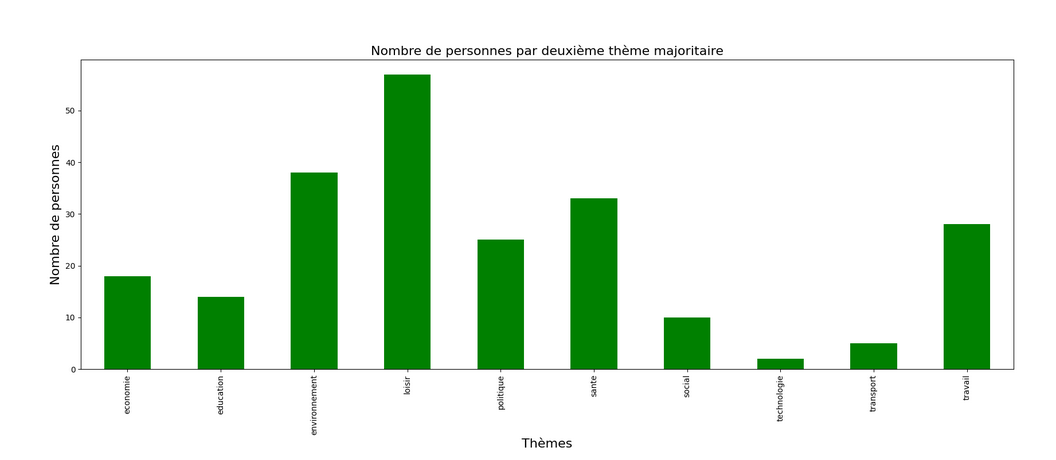 Nombre de personnes par deuxième thème majoritaire
Nombre de personnes
50
40
30
20
10
0
economie
education
environnement
loisir
politique
sante
social
technologie
transport
travail
Thèmes